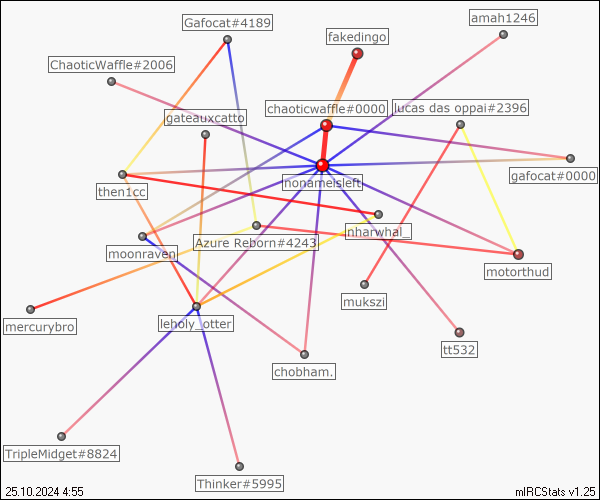 Gafocat#4189
amah1246
fakedingo
ChaoticWaffle#2006
chaoticwaffle#0000
lucas das oppai#2396
gateauxcatto
gafocat#0000
nonameisleft
then1cc
nharwhal_
Azure Reborn#4243
moonraven
motorthud
mukszi
mercurybro
leholy_otter
tt532
chobham.
TripleMidget#8824
Thinker#5995
25.10.2024 4:55
mIRCStats v1.25